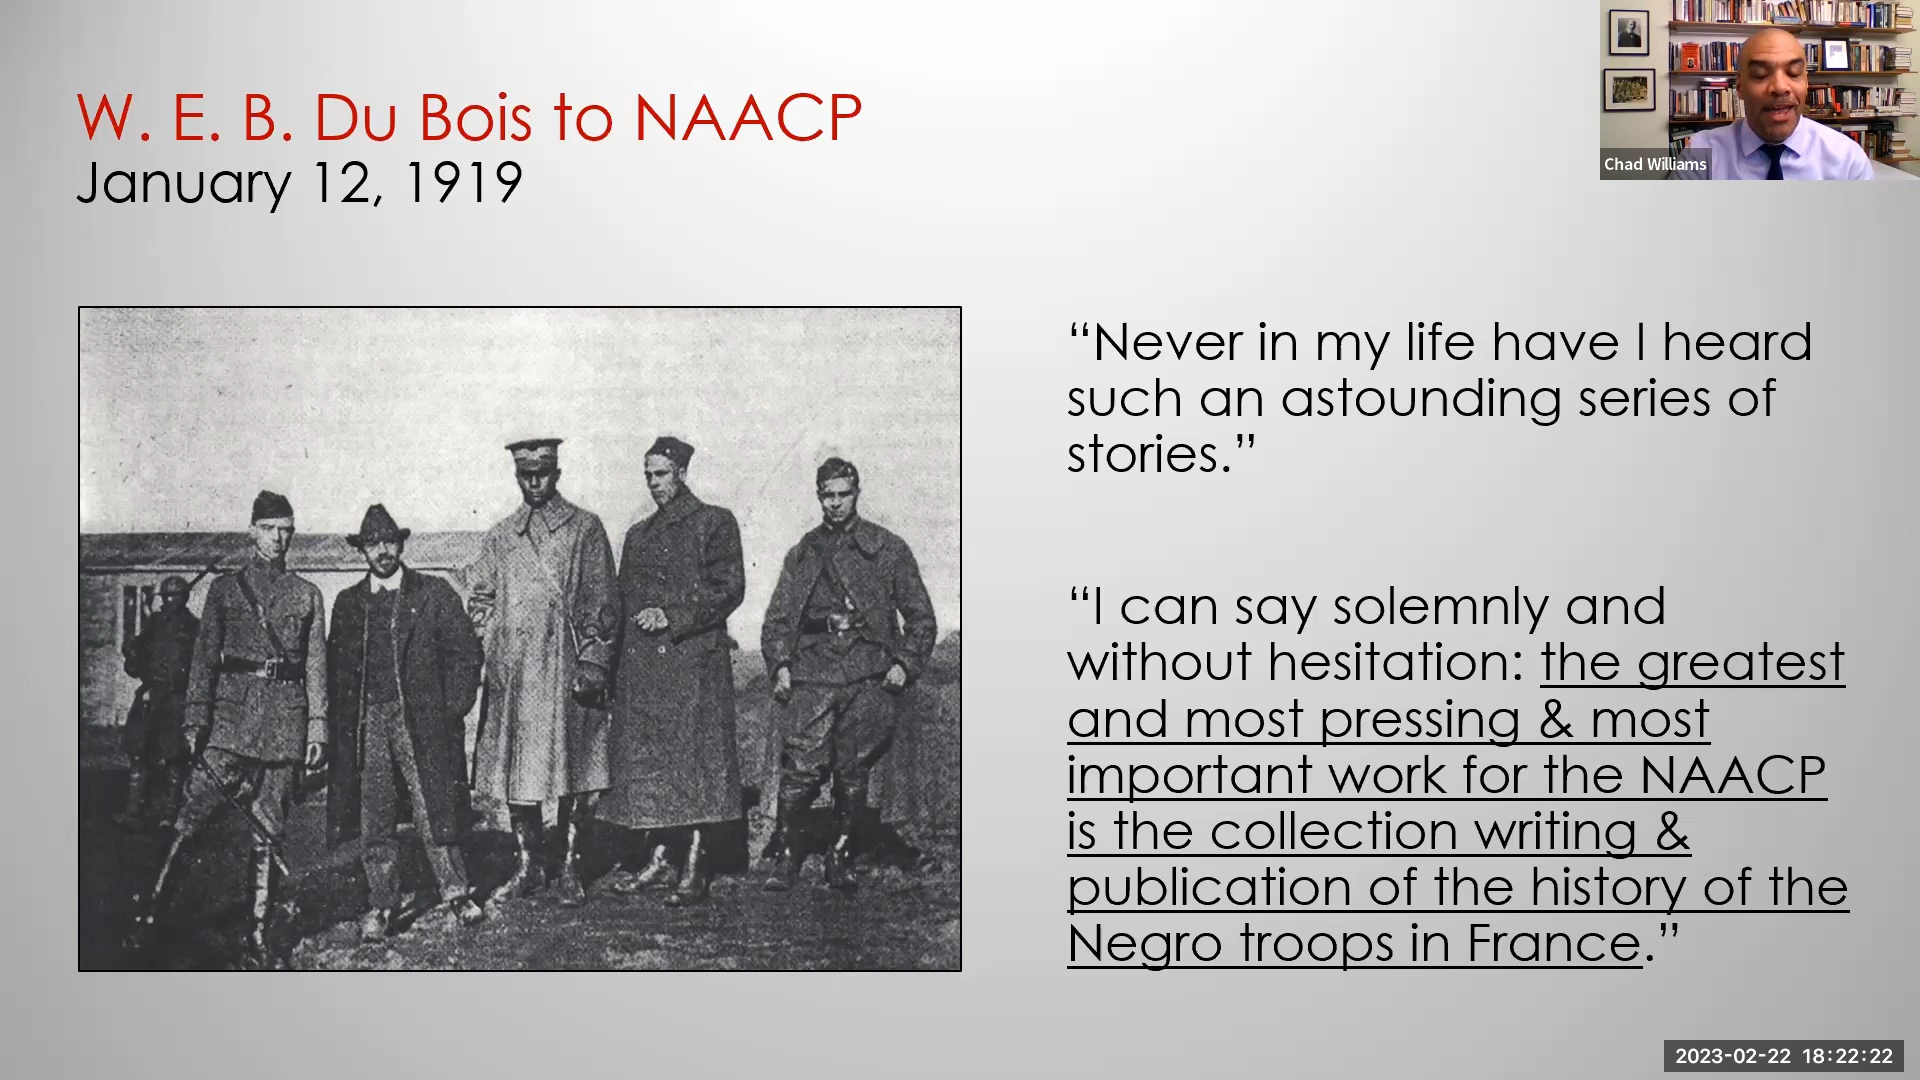 W. E. B. Du Bois to NAACP
January 12, 1919
Chad Williams
“Never in my life have I heard
such an astounding series of
stories.”
“I can say solemnly and
without hesitation: the greatest
and most pressing & most
important work for the NAACP
is the collection writing &
publication of the history of the
Negro troops in France.”
2023-02-22 18:22:22